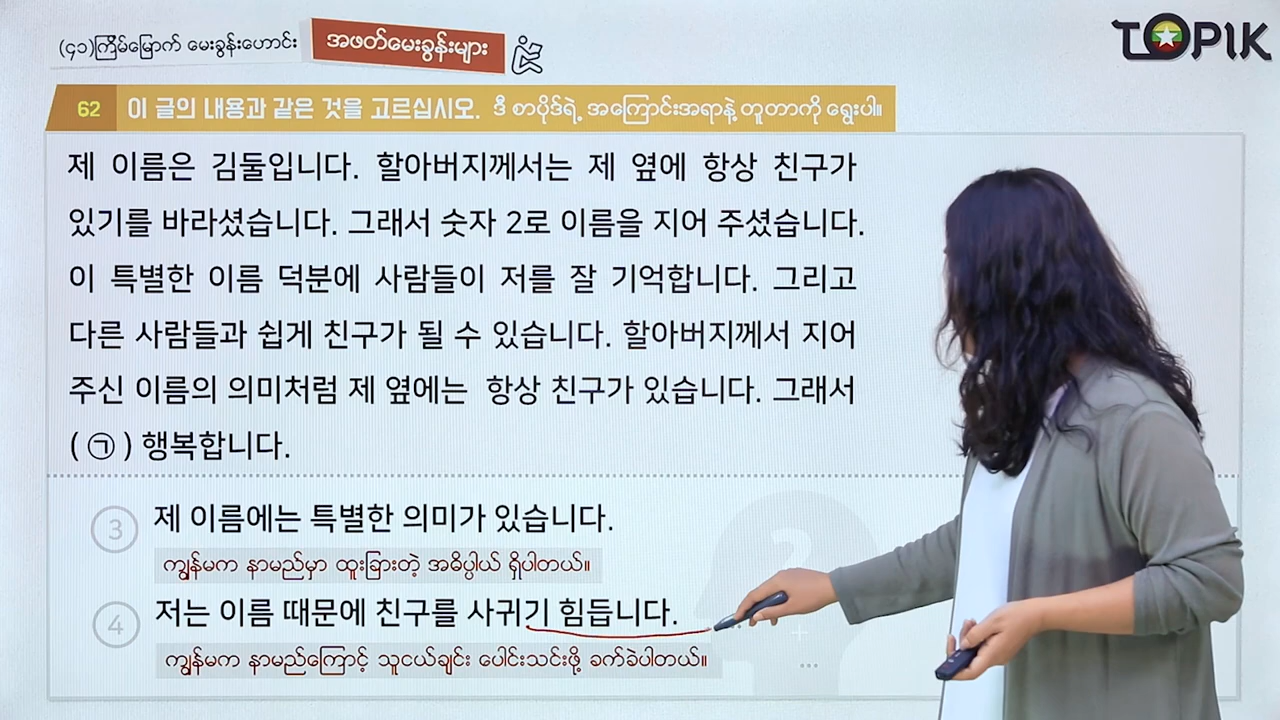 (၄၁)ကြိမ်မြောက် မေးခွန်းဟောင်း အဖတ်မေးခွန်းများ
TOPIK
62 이 글의 내용과 같은 것을 고르십시오. ဒီ စာပိုဒ်ရဲ့ အကြောင်းအရာနဲ့ တူတာကို ရွေးပါ။
제 이름은 김둘입니다. 할아버지께서는 제 옆에 항상 친구가
있기를 바라셨습니다. 그래서 숫자 2로 이름을 지어 주셨습니다.
이 특별한 이름 덕분에 사람들이 저를 잘 기억합니다. 그리고
다른 사람들과 쉽게 친구가 될 수 있습니다. 할아버지께서 지어
주신 이름의 의미처럼 제 옆에는 항상 친구가 있습니다. 그래서
( ㉠ ) 행복합니다.
③ 제 이름에는 특별한 의미가 있습니다.
ကျွန်မက နာမည်မှာ ထူးခြားတဲ့ အဓိပ္ပါယ် ရှိပါတယ်။
④ 저는 이름 때문에 친구를 사귀기 힘듭니다.
ကျွန်မက နာမည်ကြောင့် သူငယ်ချင်း ပေါင်းသင်းဖို့ ခက်ခဲပါတယ်။